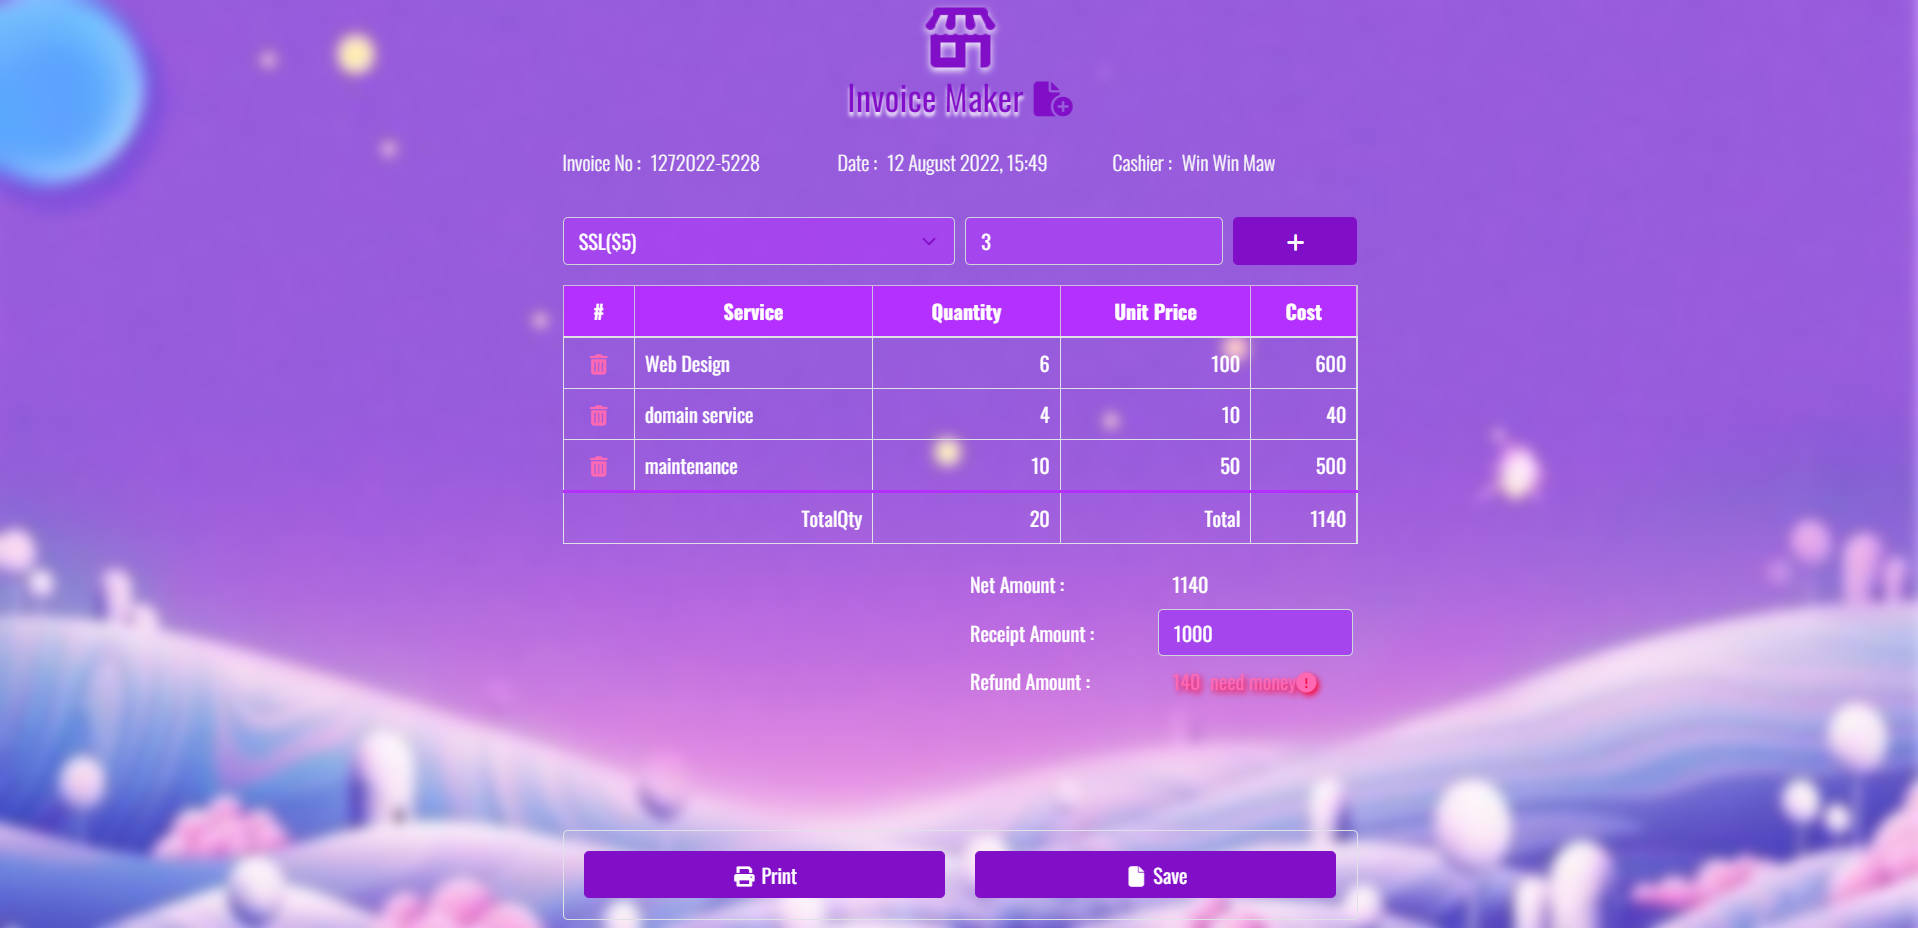 Invoice Maker
Invoice No : 1272022-5228 Date : 12 August 2022, 15:49 Cashier : Win Win Maw
SSL($5) 3 +
# Service Quantity Unit Price Cost
Web Design 6 100 600
domain service 4 10 40
maintenance 10 50 500
TotalQty 20 Total 1140
Net Amount : 1140
Receipt Amount : 1000
Refund Amount : 140 need money
Print Save